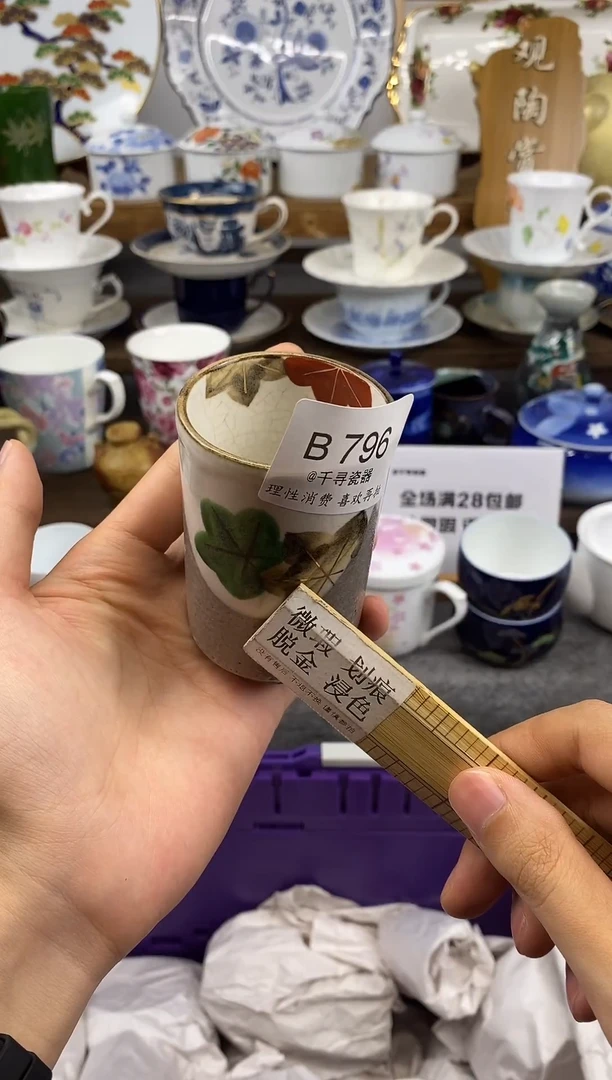 观
陶
赏
B 796
@千寻瓷器
理性消费 喜欢再拍
全场满28包邮
微瑕 划痕
脱金 浸色